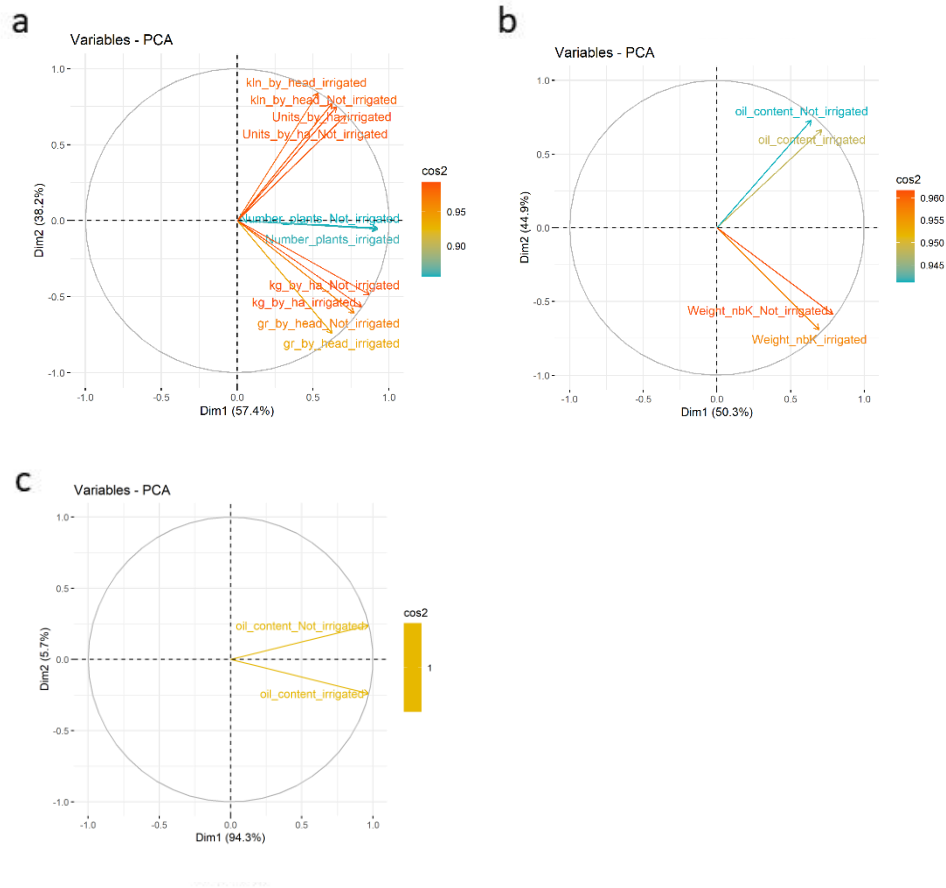 a
Variables - PCA
kln_by_head_irrigated
kln_by_head_Not_irrigated
Units_by_ha_irrigated
Units_by_ha_Not_irrigated
Number_plants_Not_irrigated
Number_plants_irrigated
kg_by_ha_Not_irrigated
kg_by_ha_irrigated
gr_by_head_Not_irrigated
gr_by_head_irrigated
1.0
0.5
0.0
-0.5
-1.0
Dim2 (38.2%)
-1.0 -0.5 0.0 0.5 1.0
Dim1 (57.4%)
cos2
0.95
0.90
b
Variables - PCA
oil_content_Not_irrigated
oil_content_irrigated
Weight_nbK_Not_irrigated
Weight_nbK_irrigated
1.0
0.5
0.0
-0.5
-1.0
Dim2 (44.9%)
-1.0 -0.5 0.0 0.5 1.0
Dim1 (50.3%)
cos2
0.960
0.955
0.950
0.945
c
Variables - PCA
oil_content_Not_irrigated
oil_content_irrigated
1.0
0.5
0.0
-0.5
-1.0
Dim2 (5.7%)
-1.0 -0.5 0.0 0.5 1.0
Dim1 (94.3%)
cos2
1